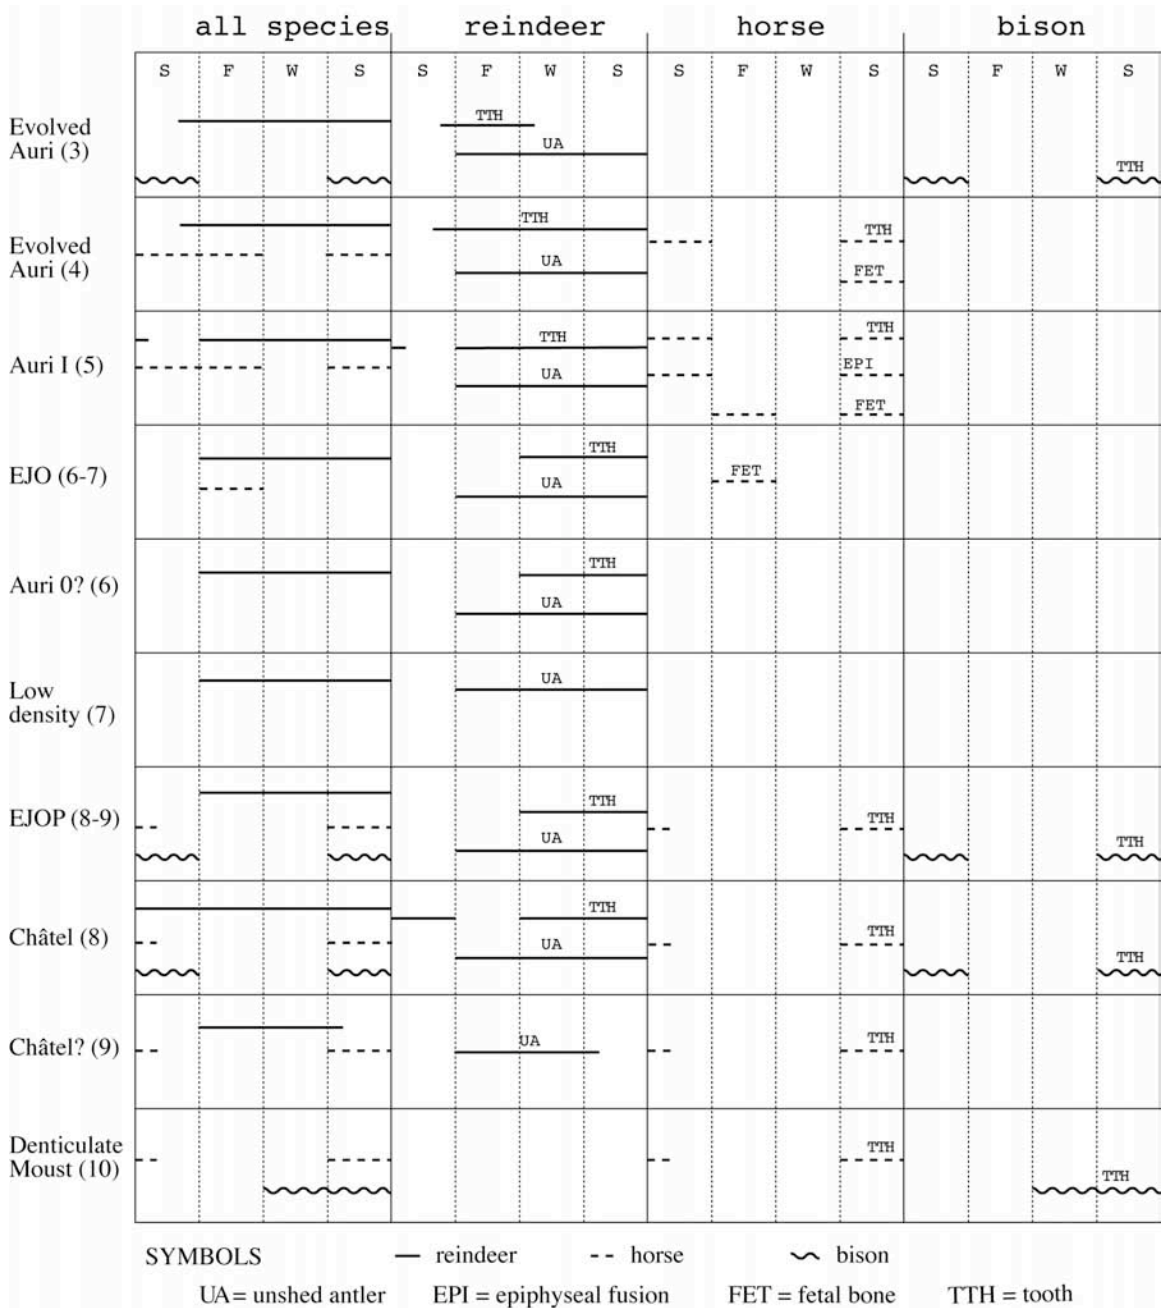 all species reindeer horse bison
S F W S S F W S S F W S S F W S
Evolved
Auri (3)
TTH
UA
TTH
Evolved
Auri (4)
TTH
TTH
UA
FET
Auri I (5)
TTH
TTH
UA
EPI
FET
EJO (6-7)
TTH
FET
UA
Auri 0? (6)
TTH
UA
Low
density (7)
UA
EJOP (8-9)
TTH
TTH
UA
TTH
Châtel (8)
TTH
TTH
UA
TTH
Châtel? (9)
UA
TTH
Denticulate
Moust (10)
TTH
TTH
SYMBOLS reindeer horse bison
UA = unshed antler EPI = epiphyseal fusion FET = fetal bone TTH = tooth